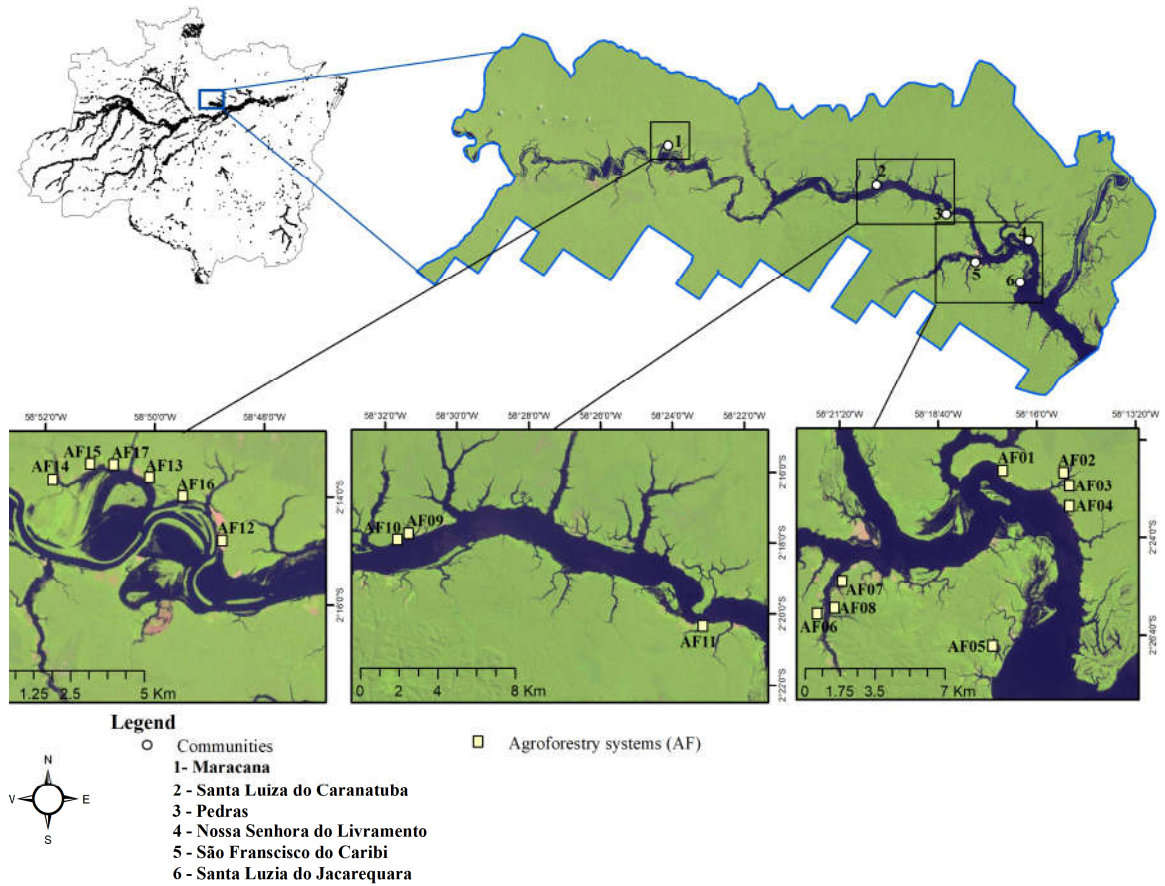 1
2
3
4
5
6
58°52'0"W 58°50'0"W 58°48'0"W
58°32'0"W 58°30'0"W 58°28'0"W 58°26'0"W 58°24'0"W 58°22'0"W
58°21'20"W 58°18'40"W 58°16'0"W 58°13'20"W
AF15 AF17
AF14
AF13
AF16
AF12
2°14'0"S
2°16'0"S
1.25 2.5 5 Km
AF10 AF09
AF11
2°16'0"S
2°18'0"S
2°20'0"S
2°22'0"S
0 2 4 8 Km
AF01 AF02
AF03
AF04
AF07
AF08
AF06
AF05
2°24'0"S
2°26'40"S
0 1.75 3.5 7 Km
Legend
Communities
Agroforestry systems (AF)
1- Maracana
2 - Santa Luiza do Caranatuba
3 - Pedras
4 - Nossa Senhora do Livramento
5 - São Franscisco do Caribi
6 - Santa Luzia do Jacarequara
N
V E
S